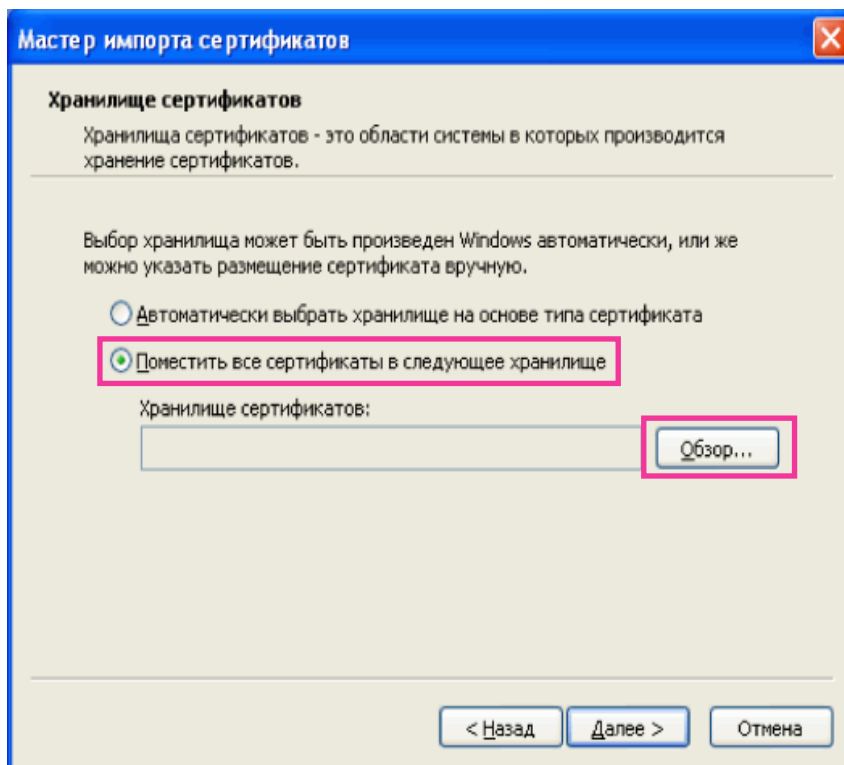 Мастер импорта сертификатов
Хранилище сертификатов
Хранилища сертификатов - это области системы в которых производится
хранение сертификатов.
Выбор хранилища может быть произведен Windows автоматически, или же
можно указать размещение сертификата вручную.
Автоматически выбрать хранилище на основе типа сертификата
Поместить все сертификаты в следующее хранилище
Хранилище сертификатов:
Обзор...
< Назад Далее > Отмена